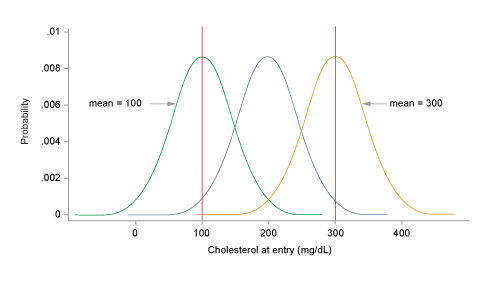 .01
.008
.006
.004
.002
0
Probability
mean = 100
mean = 300
0 100 200 300 400
Cholesterol at entry (mg/dL)